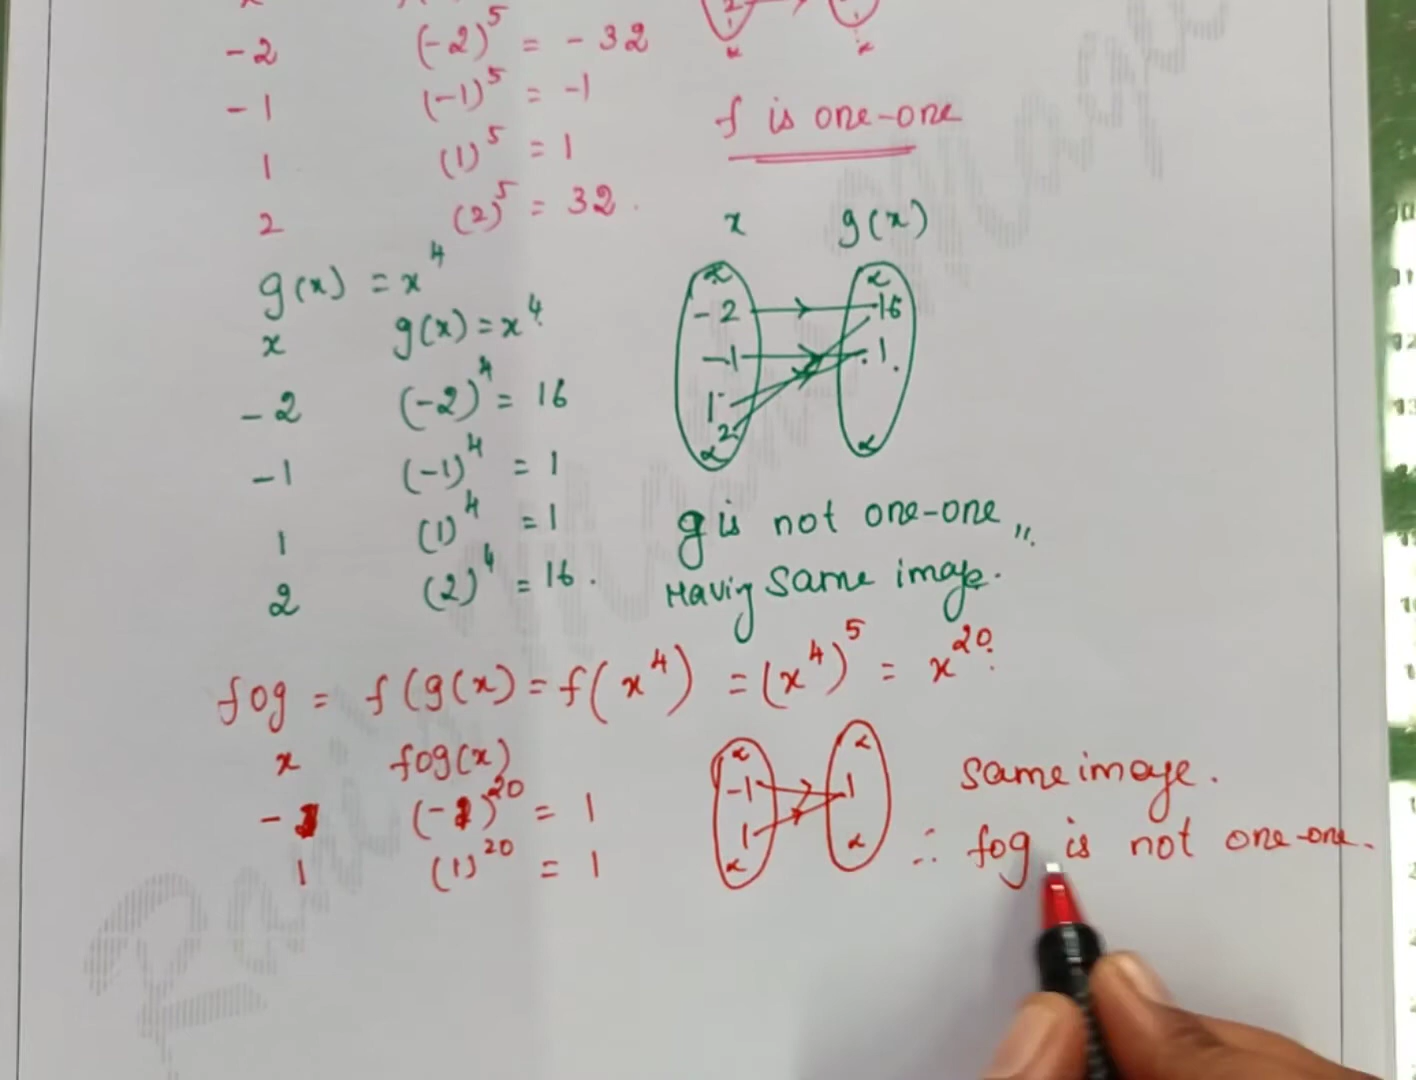 -2 (-2)^5 = -32
-1 (-1)^5 = -1
1 (1)^5 = 1
2 (2)^5 = 32.
f is one-one
g(x) = x^4
x g(x) = x^4.
-2 (-2)^4 = 16
-1 (-1)^4 = 1
1 (1)^4 = 1
2 (2)^4 = 16.
x g(x)
-2 16
-1 1
1
2
g is not one-one
Having same image.
fog = f(g(x) = f(x^4) = (x^4)^5 = x^20.
x fog(x)
-1 (-1)^20 = 1
1 (1)^20 = 1
-1 1
1
same image.
∴ fog is not one-one.